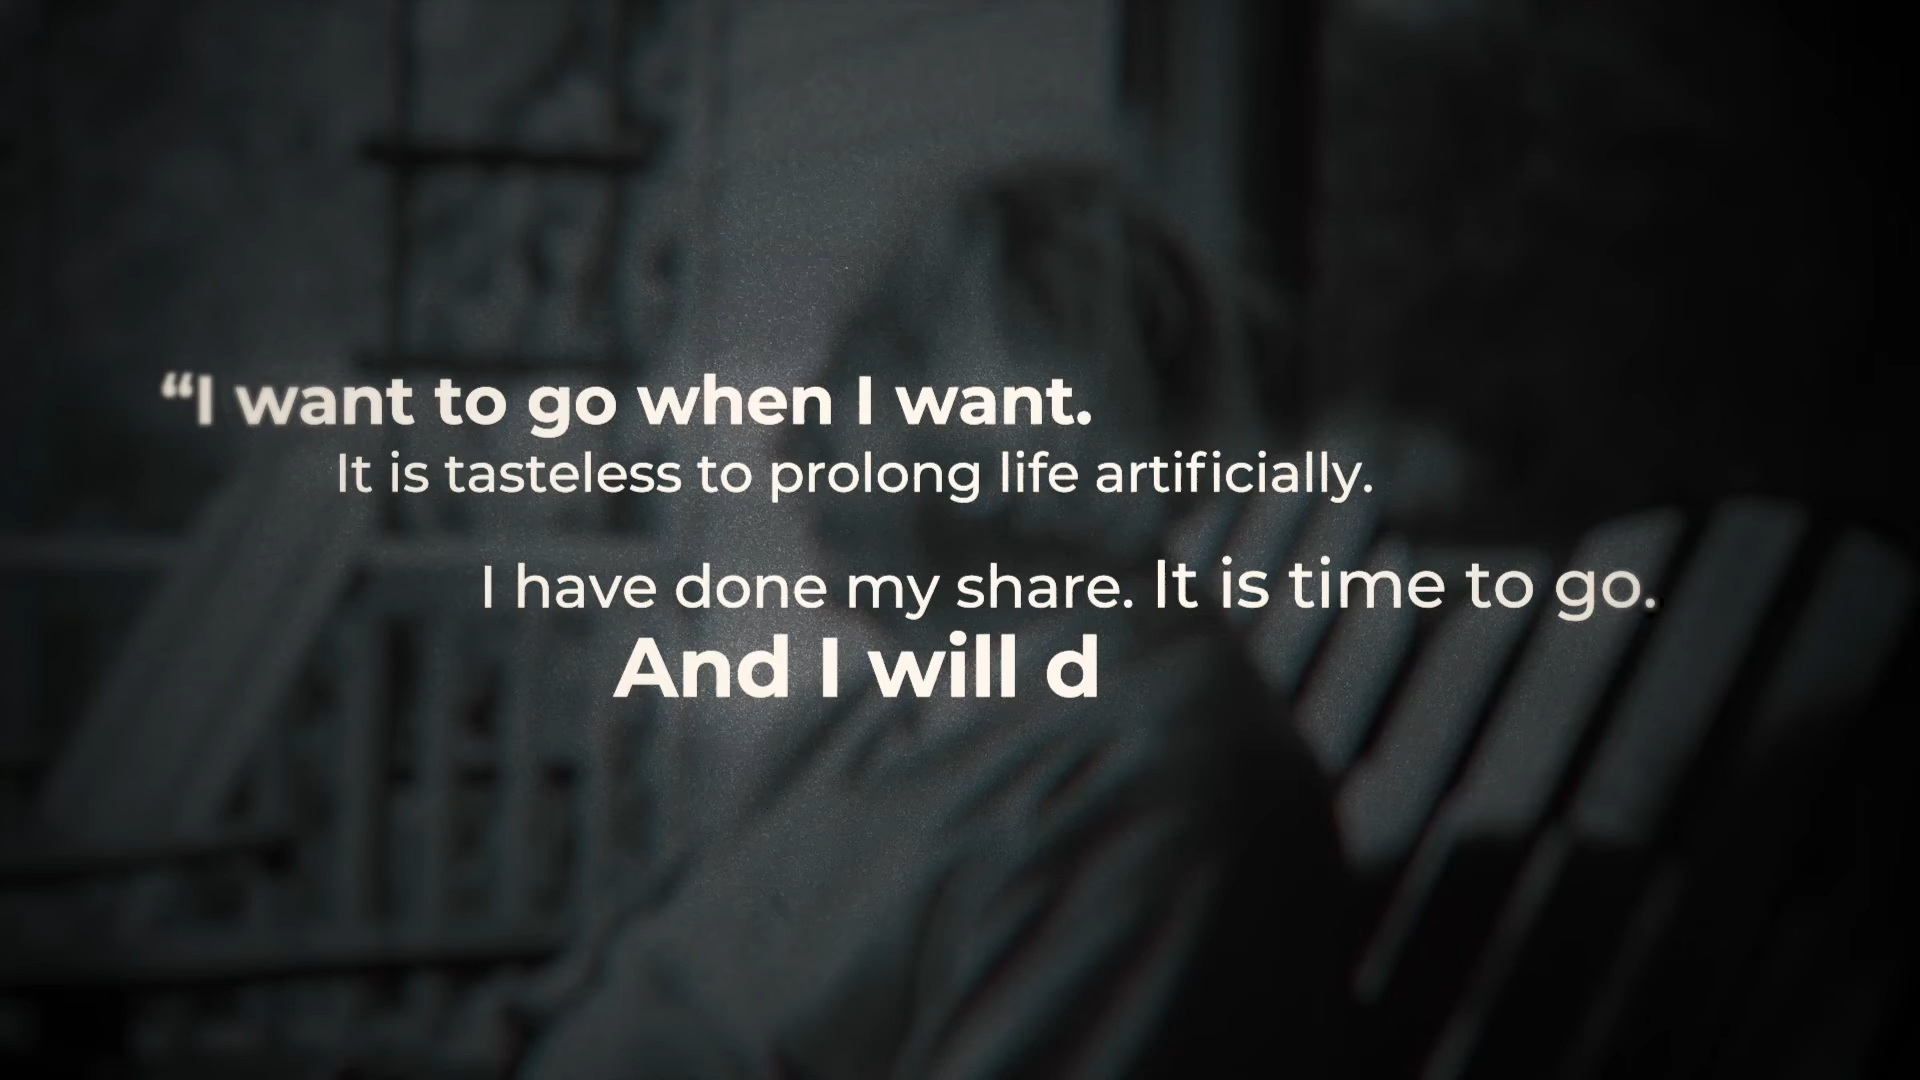 “I want to go when I want.
It is tasteless to prolong life artificially.
I have done my share. It is time to go.
And I will d